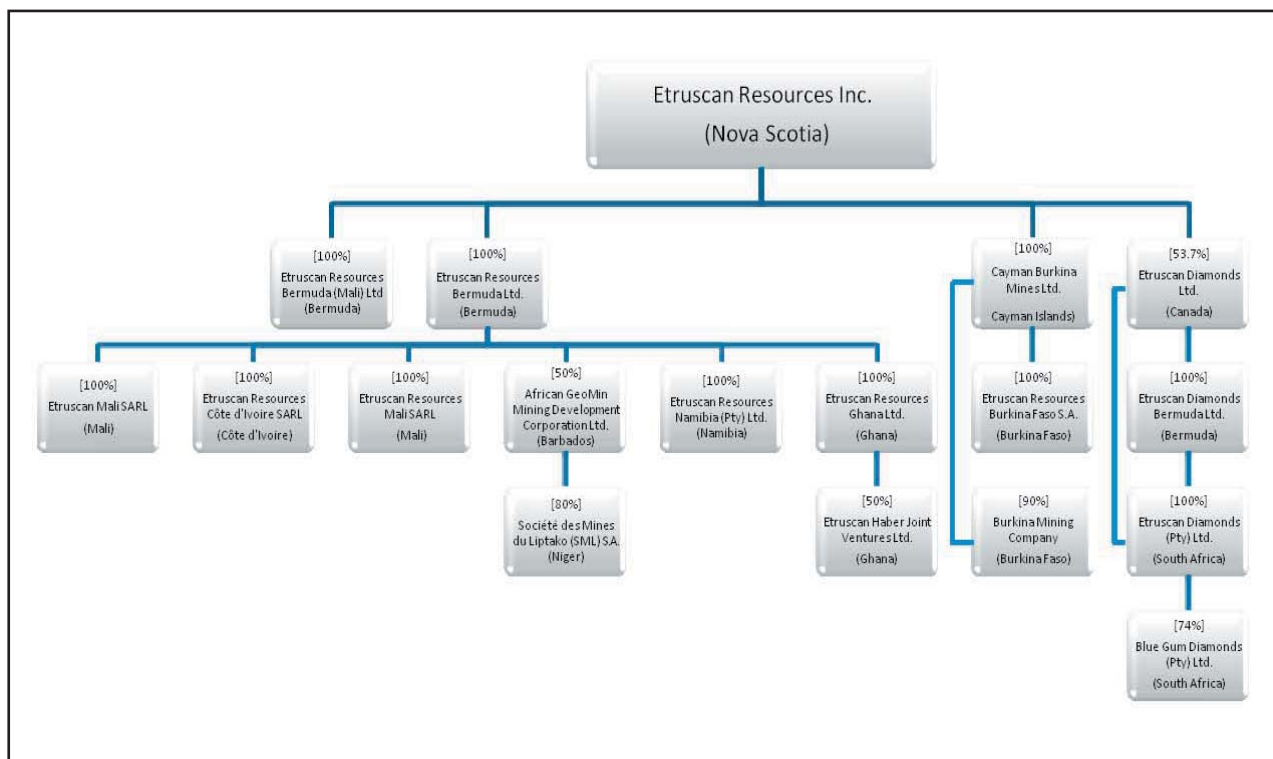 Etruscan Resources Inc.
(Nova Scotia)
[100%]
Etruscan Resources
Bermuda (Mali) Ltd
(Bermuda)
[100%]
Etruscan Resources
Bermuda Ltd.
(Bermuda)
[100%]
Cayman Burkina
Mines Ltd.
Cayman Islands)
[53.7%]
Etruscan Diamonds
Ltd.
(Canada)
[100%]
Etruscan Mali SARL
(Mali)
[100%]
Etruscan Resources
Côte d'Ivoire SARL
(Côte d'Ivoire)
[100%]
Etruscan Resources
Mali SARL
(Mali)
[50%]
African GeoMin
Mining Development
Corporation Ltd.
(Barbados)
[100%]
Etruscan Resources
Namibia (Pty) Ltd.
(Namibia)
[100%]
Etruscan Resources
Ghana Ltd.
(Ghana)
[100%]
Etruscan Resources
Burkina Faso S.A.
(Burkina Faso)
[100%]
Etruscan Diamonds
Bermuda Ltd.
(Bermuda)
[80%]
Société des Mines
du Liptako (SML) S.A.
(Niger)
[50%]
Etruscan Haber Joint
Ventures Ltd.
(Ghana)
[90%]
Burkina Mining
Company
(Burkina Faso)
[100%]
Etruscan Diamonds
(Pty) Ltd.
(South Africa)
[74%]
Blue Gum Diamonds
(Pty) Ltd.
(South Africa)